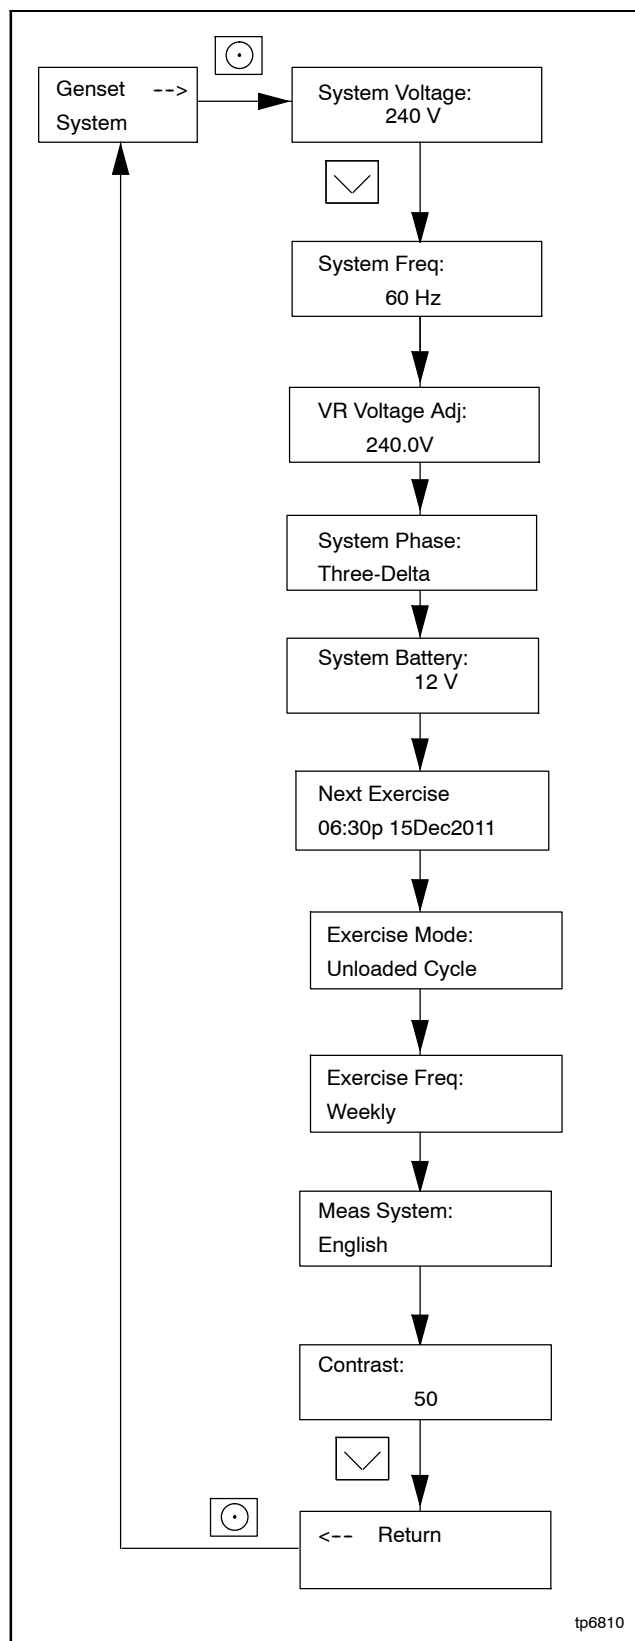 Genset -->
System
System Voltage:
240 V
System Freq:
60 Hz
VR Voltage Adj:
240.0V
System Phase:
Three-Delta
System Battery:
12 V
Next Exercise
06:30p 15Dec2011
Exercise Mode:
Unloaded Cycle
Exercise Freq:
Weekly
Meas System:
English
Contrast:
50
<-- Return
tp6810